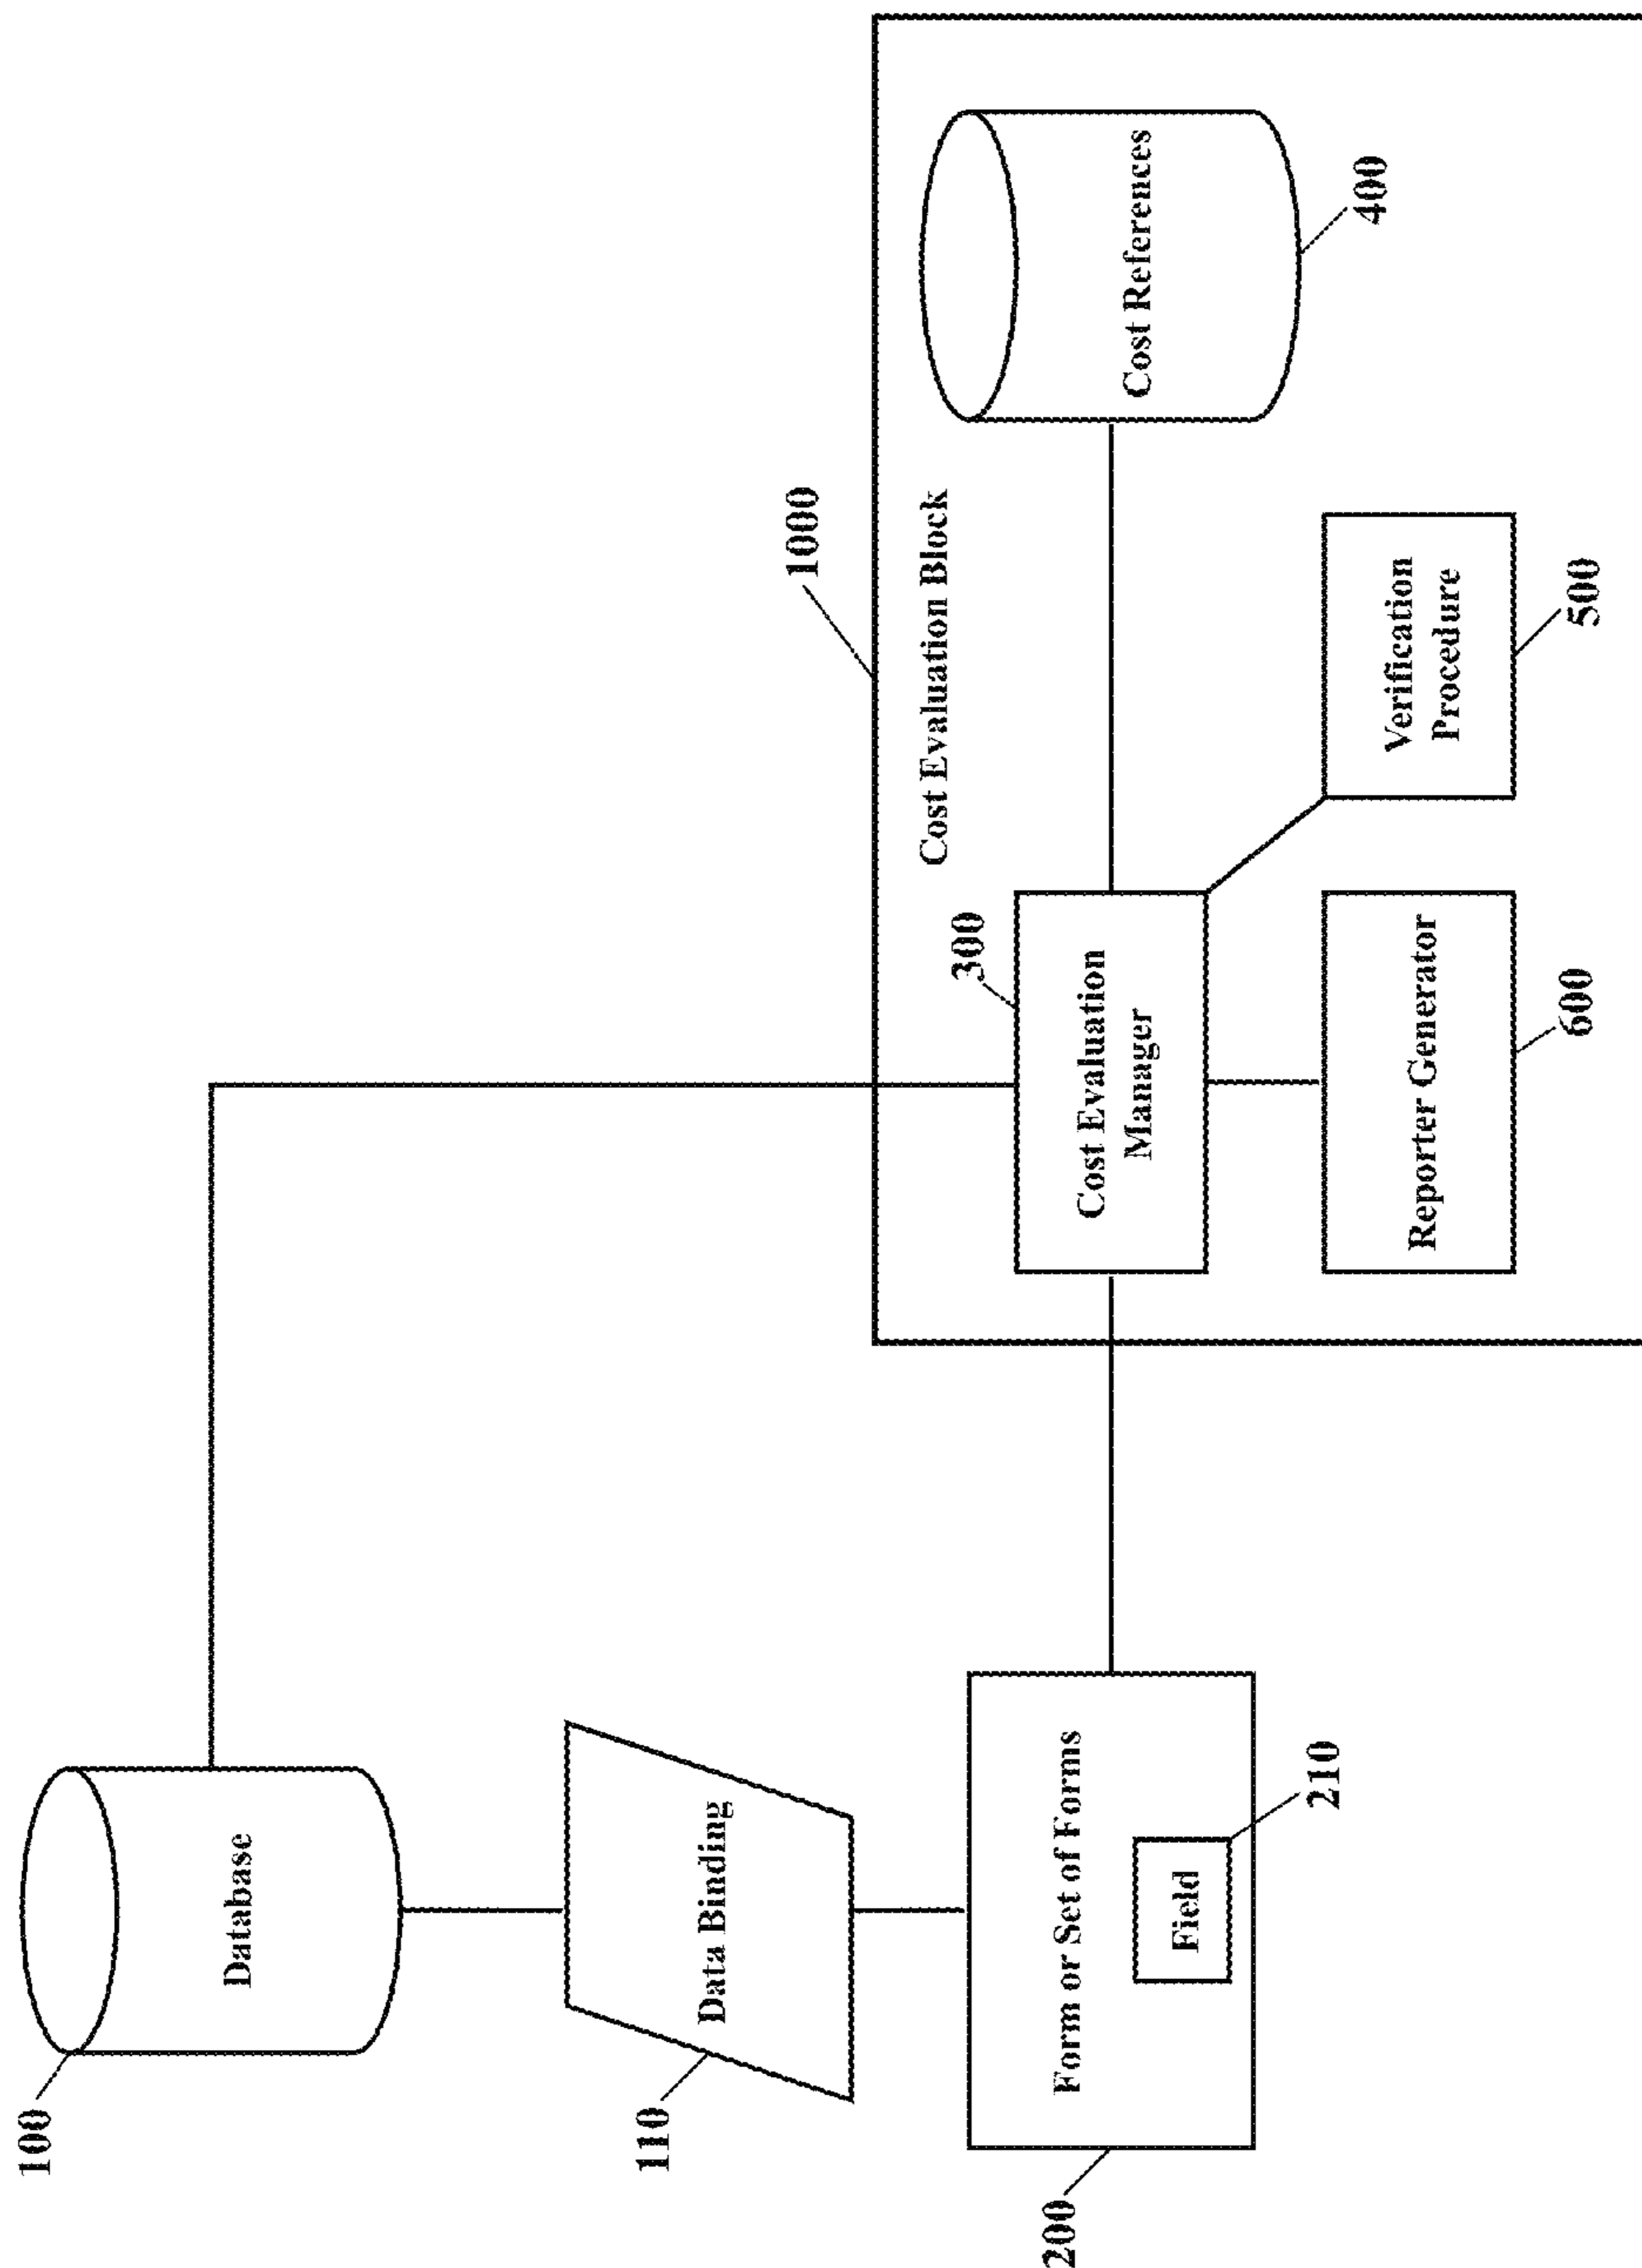 100
Database
110
Data Binding
200
Form or Set of Forms
Field
210
1000
Cost Evaluation Block
300
Cost Evaluation
Manager
Cost References
400
Verification
Procedure
500
Reporter Generator
600